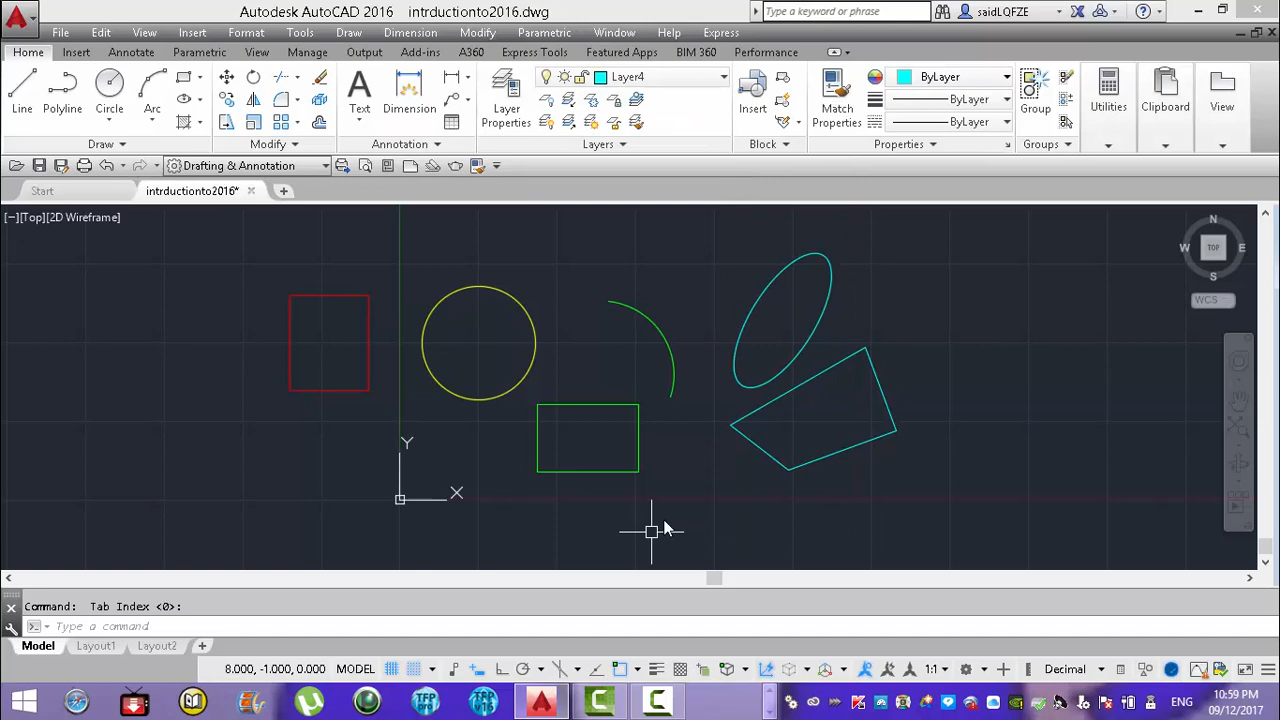 Autodesk AutoCAD 2016 intrductionto2016.dwg
Type a keyword or phrase
saidLQFZE
File Edit View Insert Format Tools Draw Dimension Modify Parametric Window Help Express
Home Insert Annotate Parametric View Manage Output Add-ins A360 Express Tools Featured Apps BIM 360 Performance
Line Polyline Circle Arc
Text Dimension
Layer Properties
Layer4
Insert
Match Properties
ByLayer
ByLayer
ByLayer
Group
Utilities
Clipboard
View
Draw Modify Annotation Layers Block Properties Groups
Drafting & Annotation
Start intrductionto2016*
[−][Top][2D Wireframe]
N
W TOP E
S
WCS
Y
X
Command: Tab Index <0>:
Type a command
Model Layout1 Layout2
8.000, -1.000, 0.000 MODEL 1:1 Decimal
TFP pro TFP V16 ENG
10:59 PM
09/12/2017